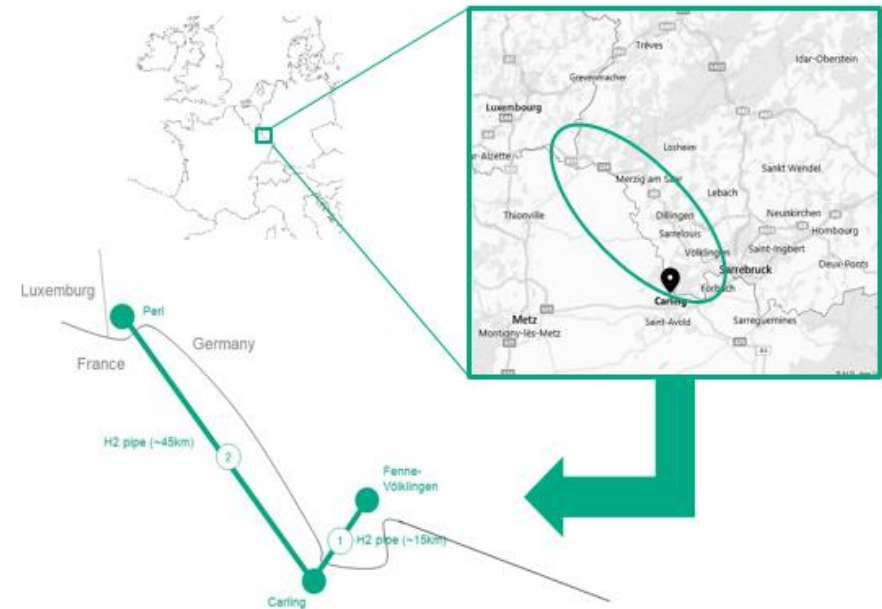 Trèves
Idar-Oberstein
Grevenmacher
Luxembourg
Losheim
ur-Alzette
Sankt Wendel
Merzig am Saar
Lebach
Thionville
Dillingen
Neunkirchen
Sarrelouis
Hombourg
Völklingen
Saint-Ingbert
Deux-Ponts
Sarrebruck
Forbach
Carling
Metz
Saint-Avold
Sarreguemines
Montigny-lès-Metz
Luxemburg
Perl
Germany
France
H2 pipe (~45km)
2
Fenne-
Völklingen
1
H2 pipe (~15km)
Carling